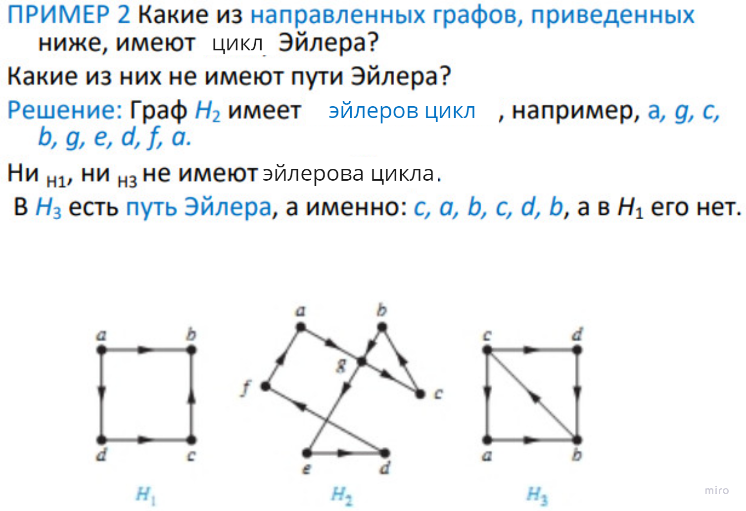 ПРИМЕР 2 Какие из направленных графов, приведенных
ниже, имеют цикл Эйлера?
Какие из них не имеют пути Эйлера?
Решение: Граф H2 имеет эйлеров цикл , например, a, g, c,
b, g, e, d, f, a.
Ни н1, ни н3 не имеют эйлерова цикла.
В H3 есть путь Эйлера, а именно: c, a, b, c, d, b, а в H1 его нет.
a b
d c
H1
a b
g
f c
e d
H2
c d
a b
H3
miro